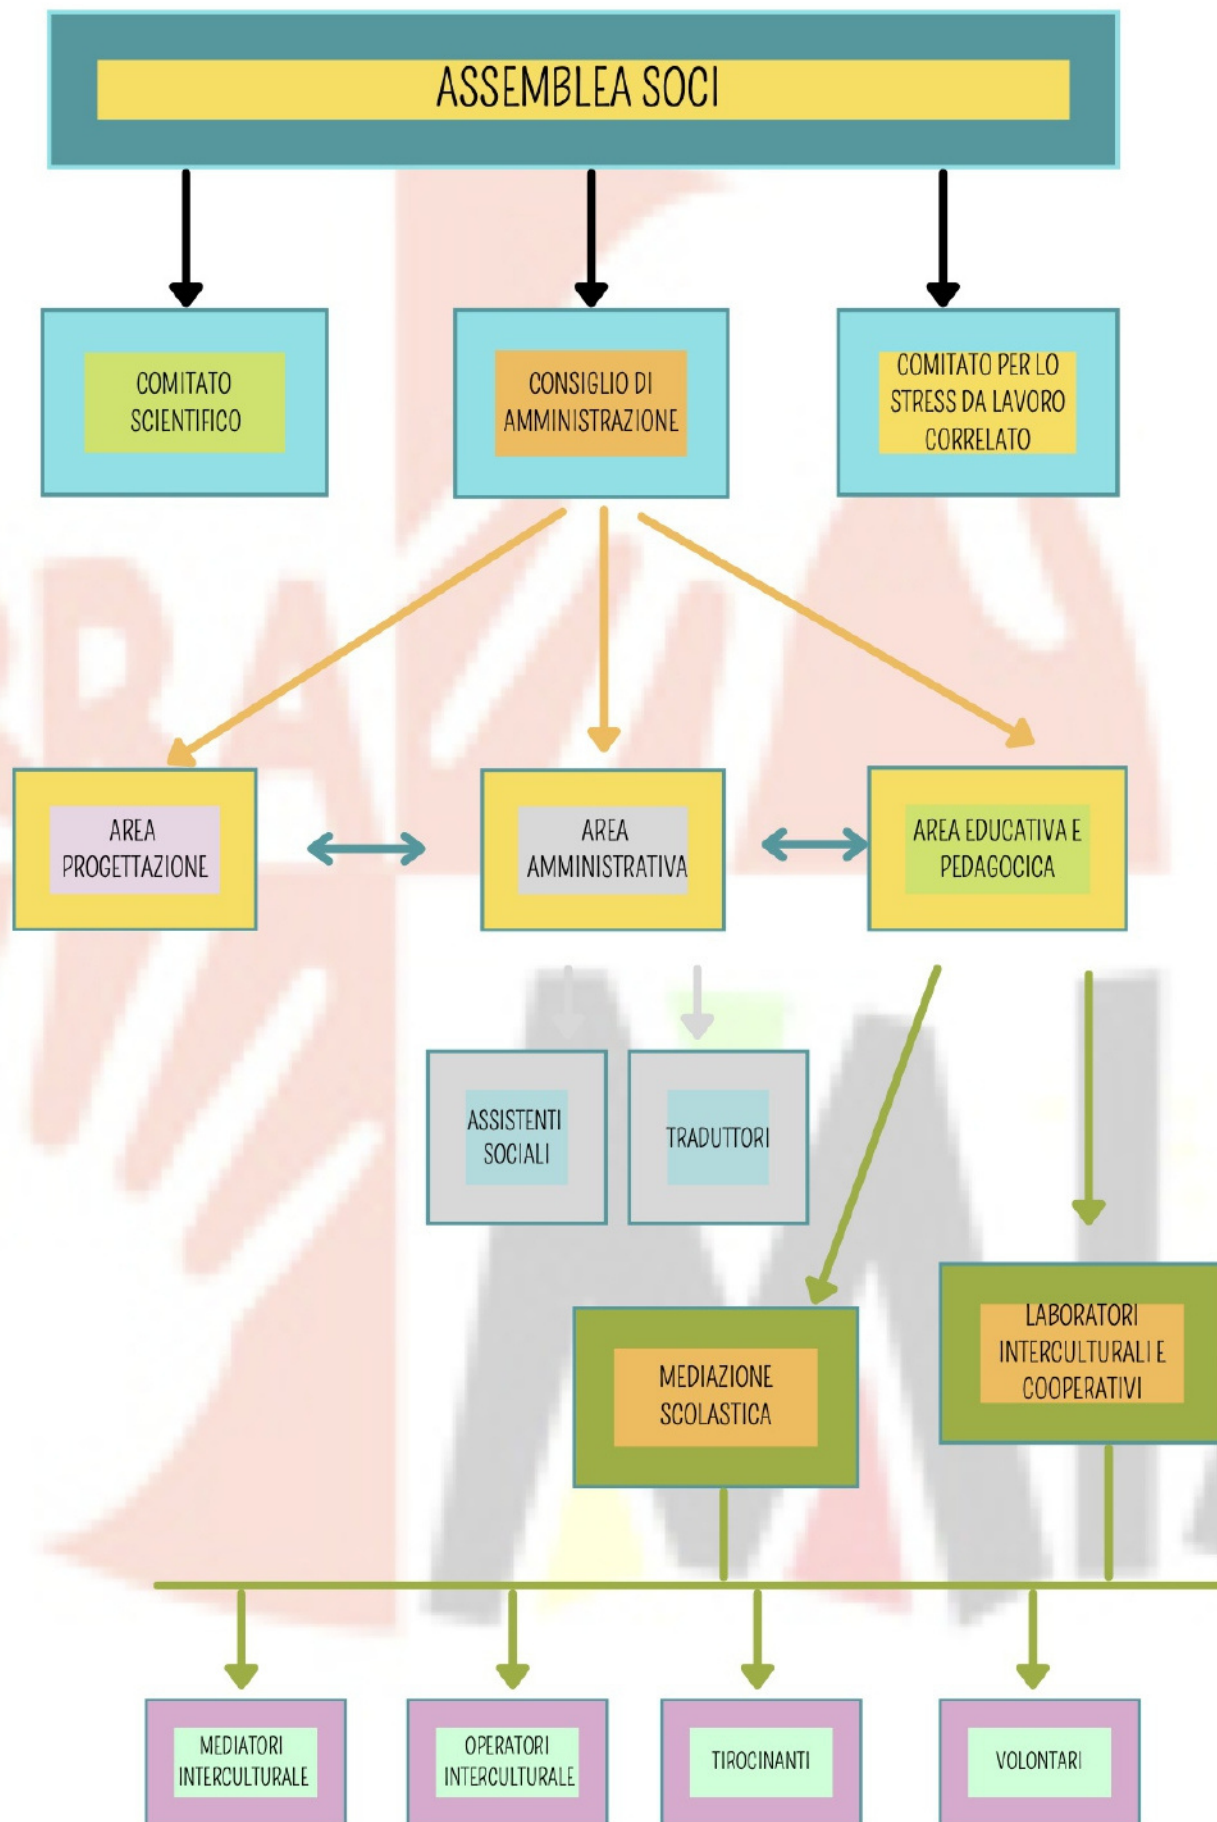 ASSEMBLEA SOCI
COMITATO
SCIENTIFICO
CONSIGLIO DI
AMMINISTRAZIONE
COMITATO PER LO
STRESS DA LAVORO
CORRELATO
AREA
PROGETTAZIONE
AREA
AMMINISTRATIVA
AREA EDUCATIVA E
PEDAGOCICA
ASSISTENTI
SOCIALI
TRADUTTORI
MEDIAZIONE
SCOLASTICA
LABORATORI
INTERCULTURALI E
COOPERATIVI
MEDIATORI
INTERCULTURALE
OPERATORI
INTERCULTURALE
TIROCINANTI
VOLONTARI